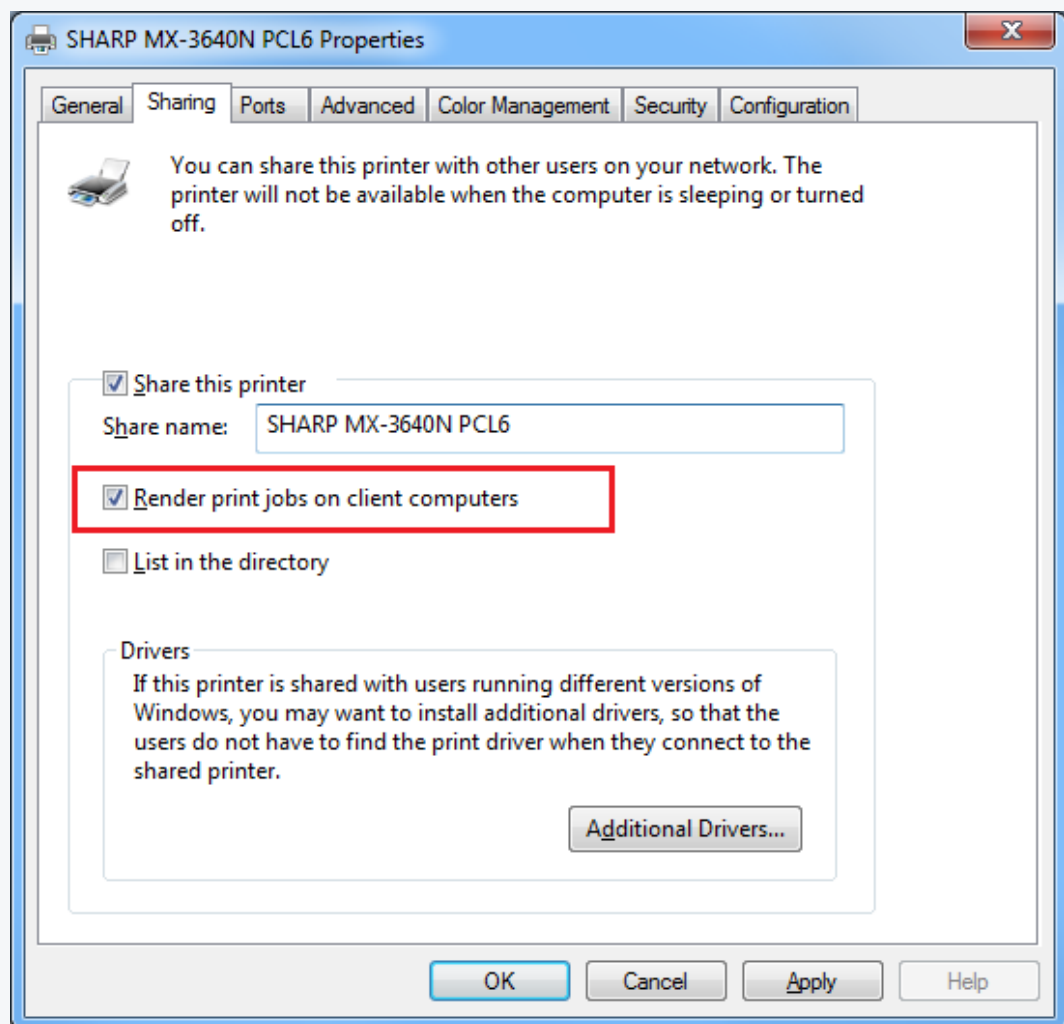 SHARP MX-3640N PCL6 Properties
General Sharing Ports Advanced Color Management Security Configuration
You can share this printer with other users on your network. The
printer will not be available when the computer is sleeping or turned
off.
Share this printer
Share name: SHARP MX-3640N PCL6
Render print jobs on client computers
List in the directory
Drivers
If this printer is shared with users running different versions of
Windows, you may want to install additional drivers, so that the
users do not have to find the print driver when they connect to the
shared printer.
Additional Drivers...
OK Cancel Apply Help